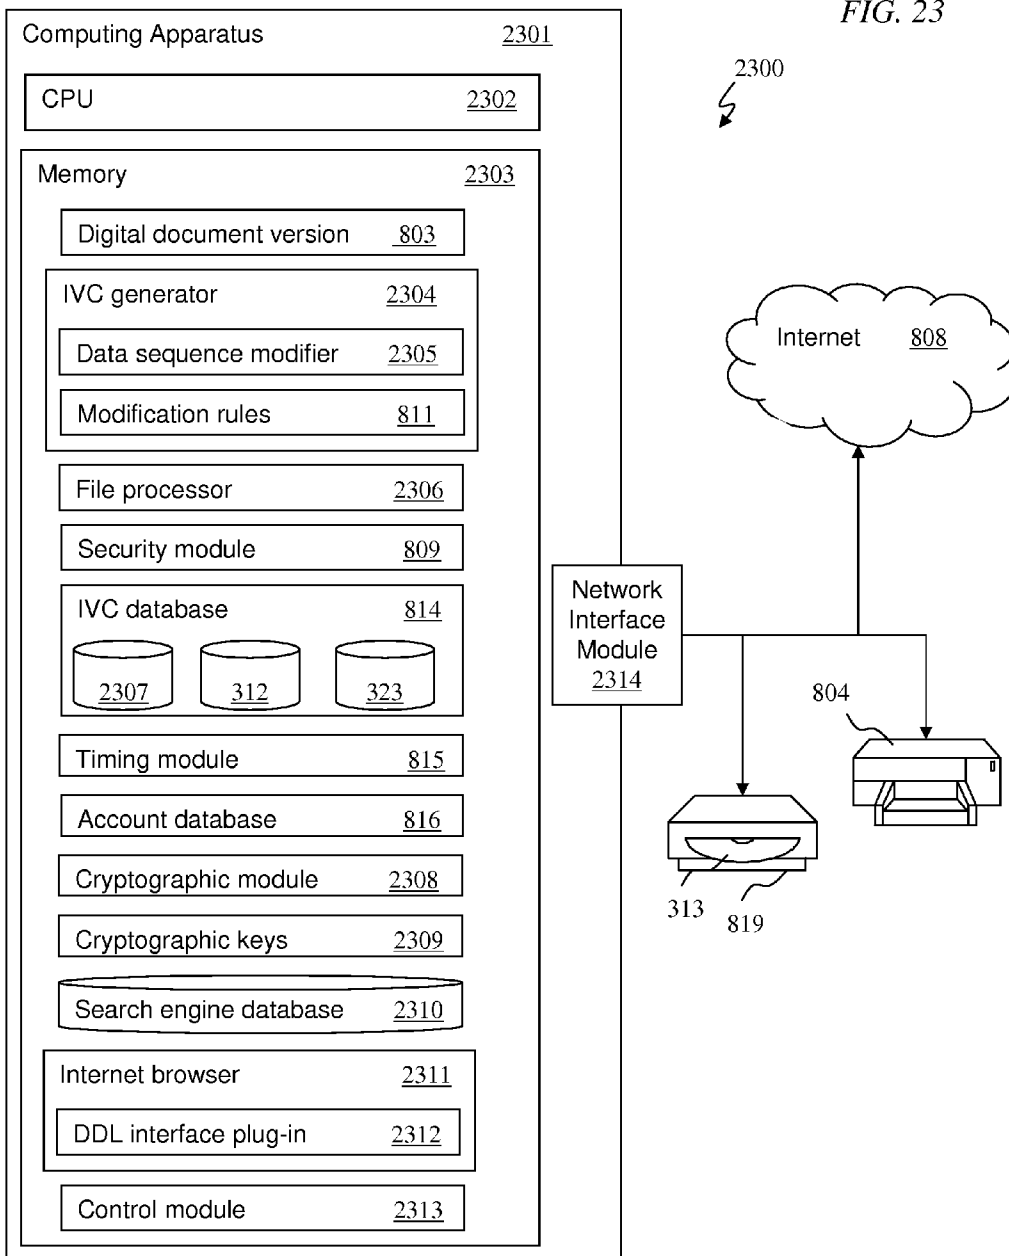 FIG. 23
Computing Apparatus 2301
2300
CPU 2302
Memory 2303
Digital document version 803
IVC generator 2304
Data sequence modifier 2305
Modification rules 811
File processor 2306
Security module 809
IVC database 814
2307 312 323
Timing module 815
Account database 816
Cryptographic module 2308
Cryptographic keys 2309
Search engine database 2310
Internet browser 2311
DDL interface plug-in 2312
Control module 2313
Network
Interface
Module
2314
Internet 808
804
313
819